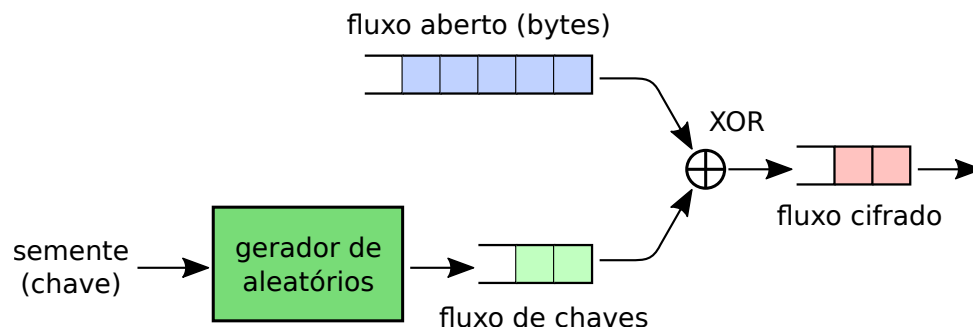 fluxo aberto (bytes)
XOR
fluxo cifrado
semente
(chave)
gerador de
aleatórios
fluxo de chaves